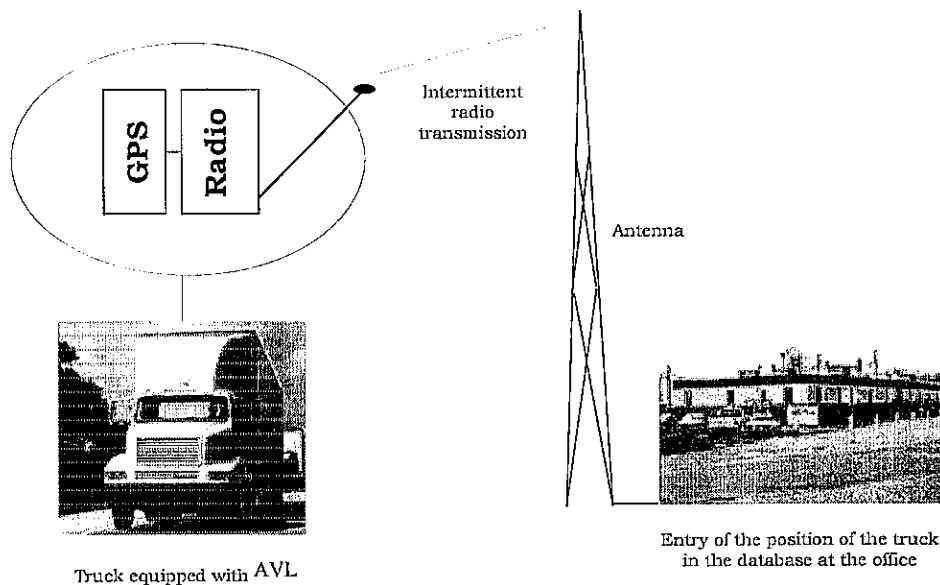 GPS
Radio
Intermittent
radio
transmission
Antenna
Truck equipped with AVL
Entry of the position of the truck
in the database at the office